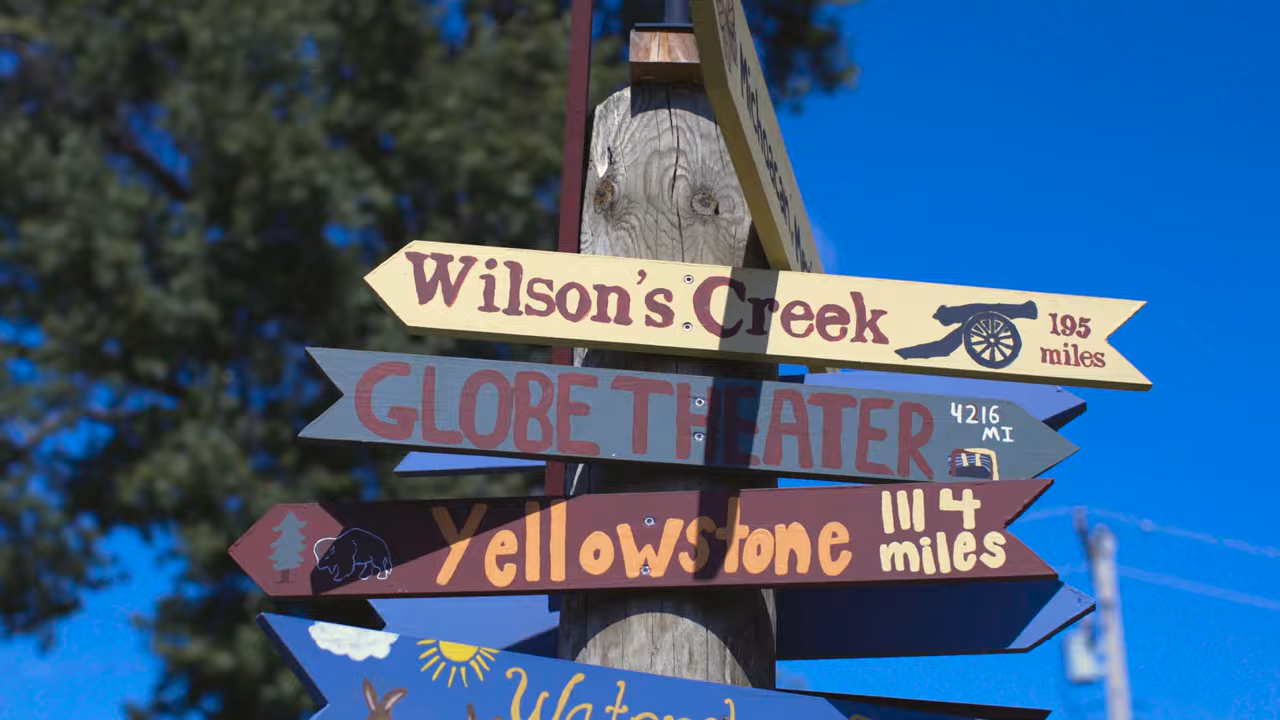 Wilson's Creek
195
miles
GLOBE THEATER
4216
MI
Yellowstone
1114
miles